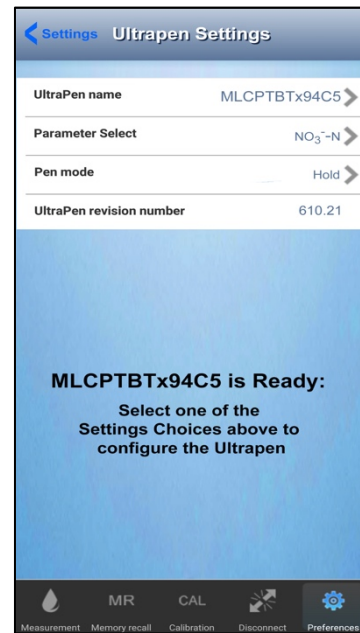 Settings Ultrapen Settings
UltraPen name MLCPTBTx94C5
Parameter Select NO₃⁻-N
Pen mode Hold
UltraPen revision number 610.21
MLCPTBTx94C5 is Ready:
Select one of the
Settings Choices above to
configure the Ultrapen
MR CAL
Measurement Memory recall Calibration Disconnect Preferences